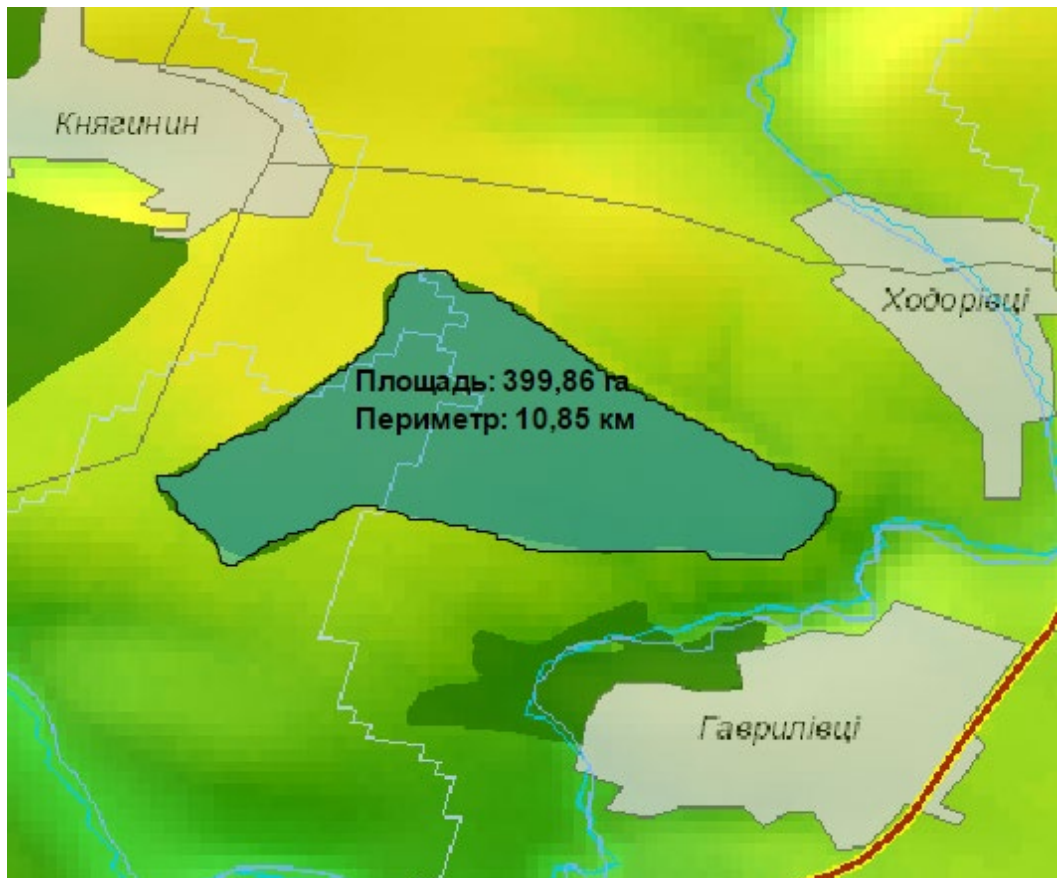 Княгинин
Ходорівці
Площадь: 399,86 га
Периметр: 10,85 км
Гаврилівці